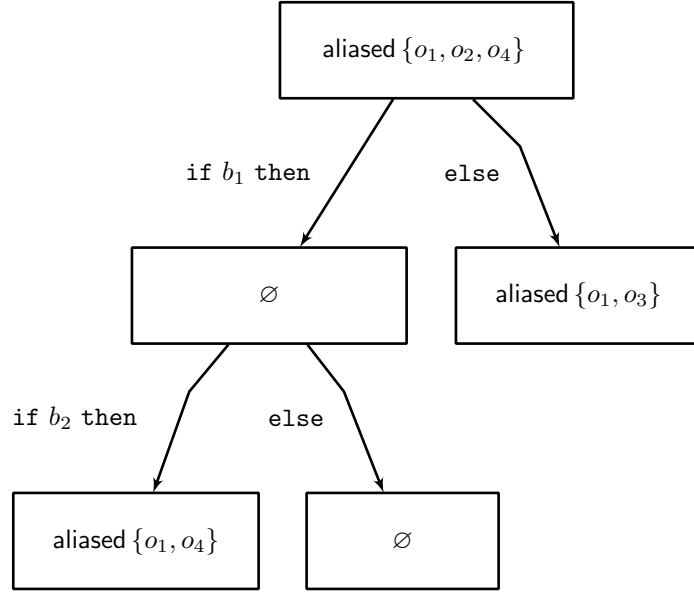 aliased {o₁, o₂, o₄}
if b₁ then
else
∅
aliased {o₁, o₃}
if b₂ then
else
aliased {o₁, o₄}
∅